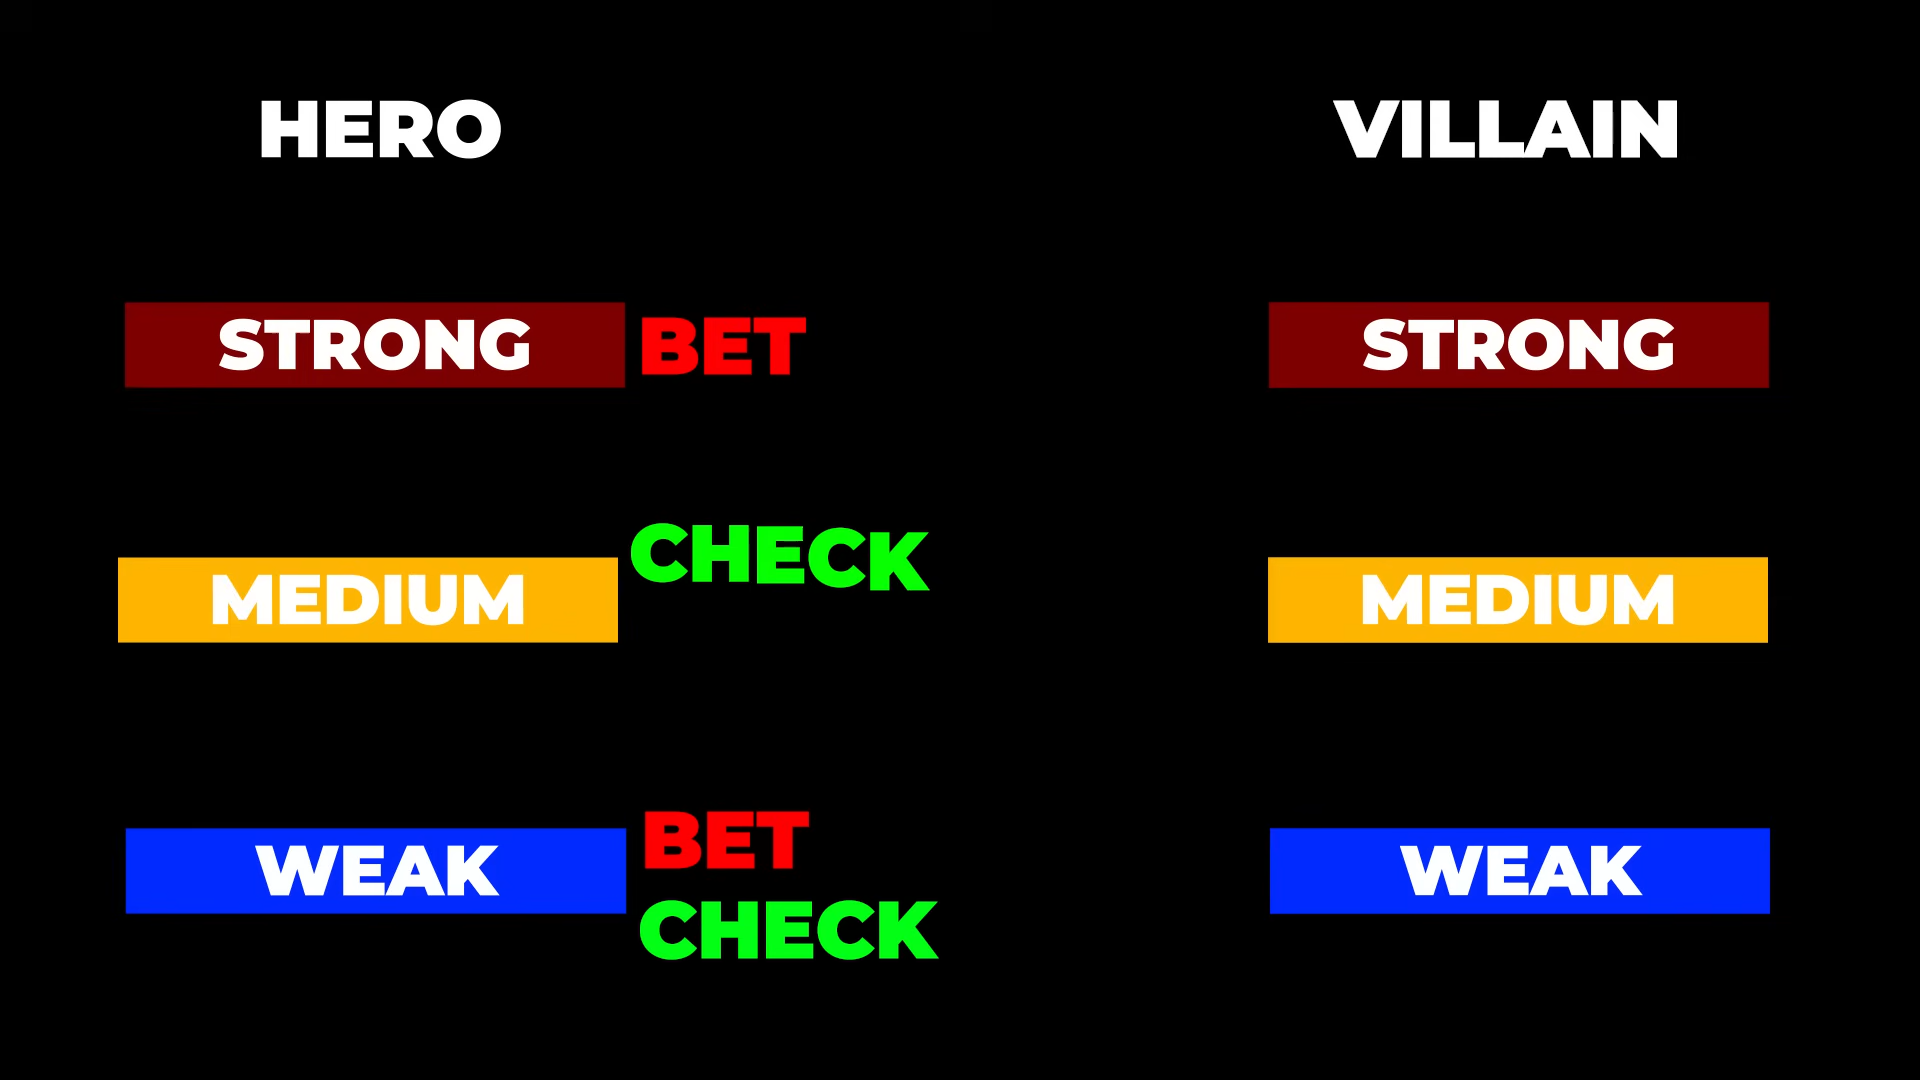 HERO
VILLAIN
STRONG
BET
STRONG
MEDIUM
CHECK
MEDIUM
WEAK
BET
CHECK
WEAK